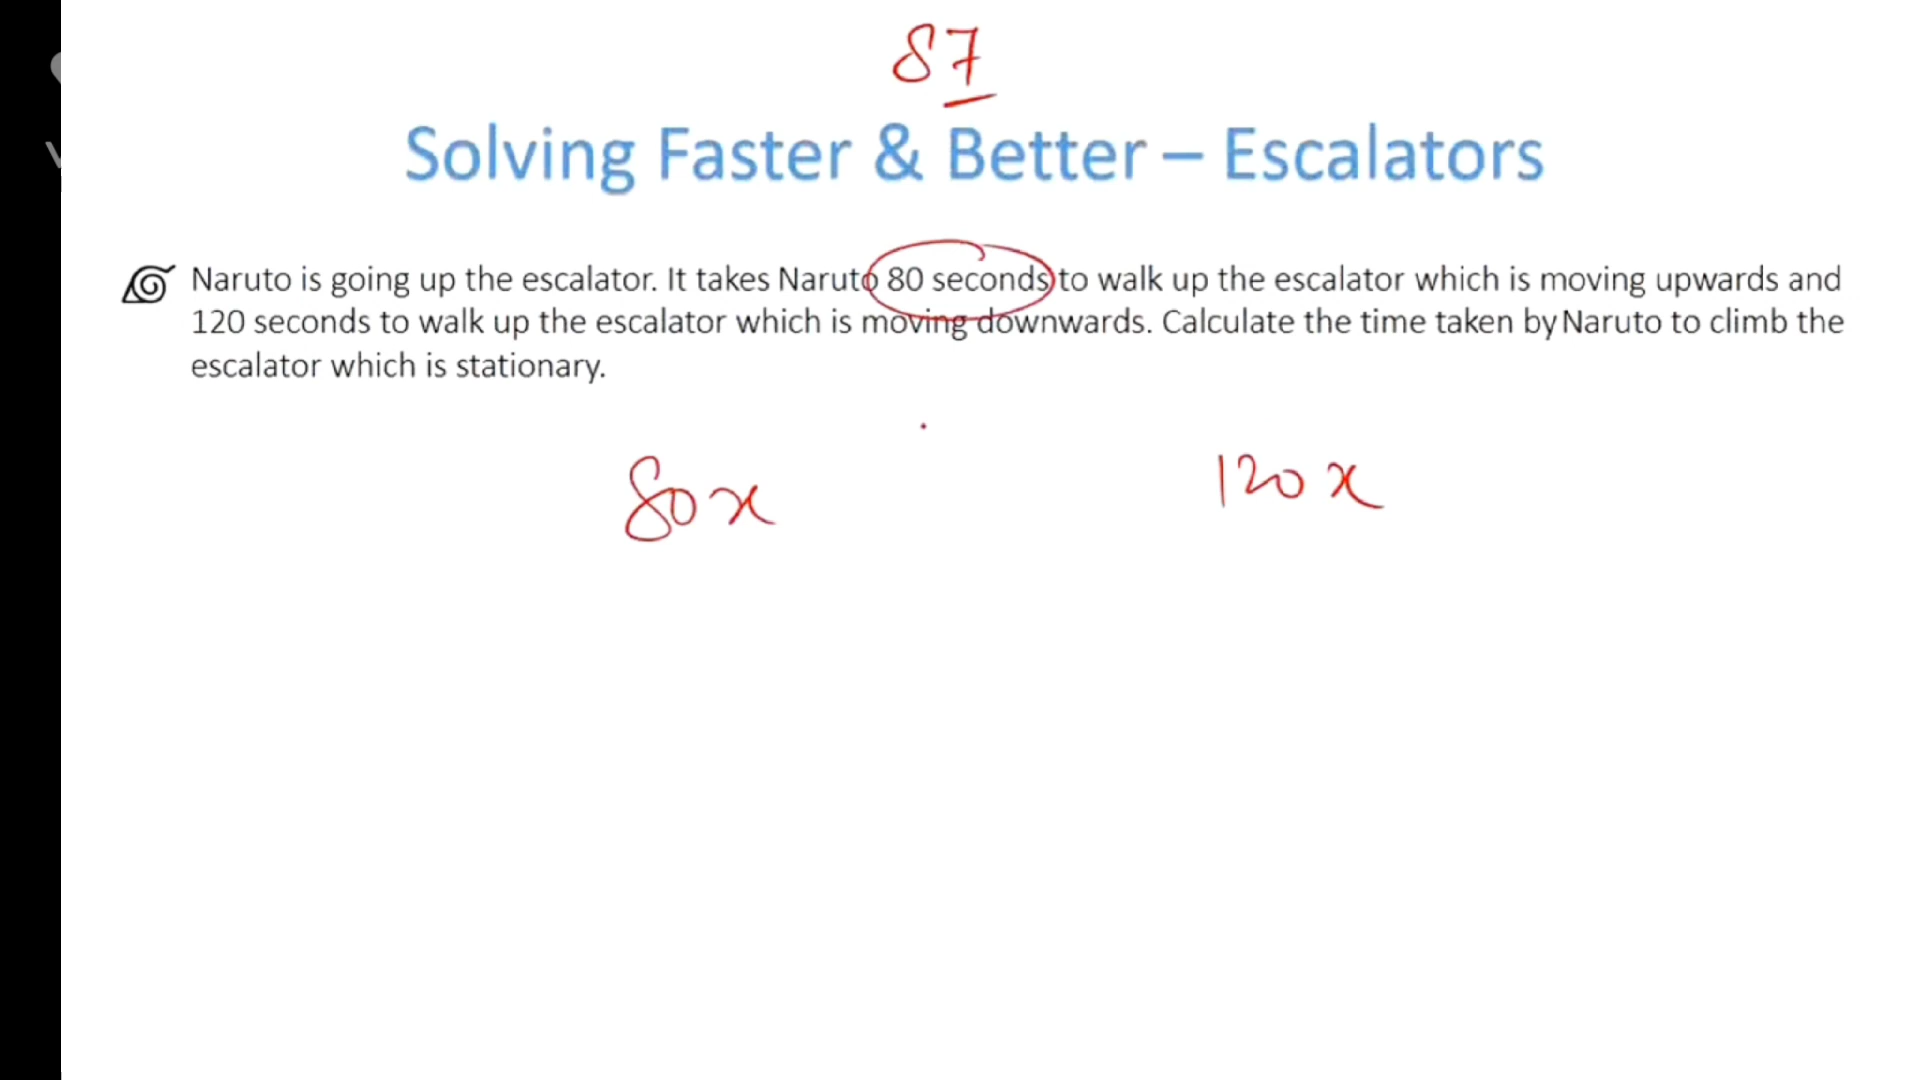 87
Solving Faster & Better – Escalators
Naruto is going up the escalator. It takes Naruto 80 seconds to walk up the escalator which is moving upwards and
120 seconds to walk up the escalator which is moving downwards. Calculate the time taken by Naruto to climb the
escalator which is stationary.
80x 120x